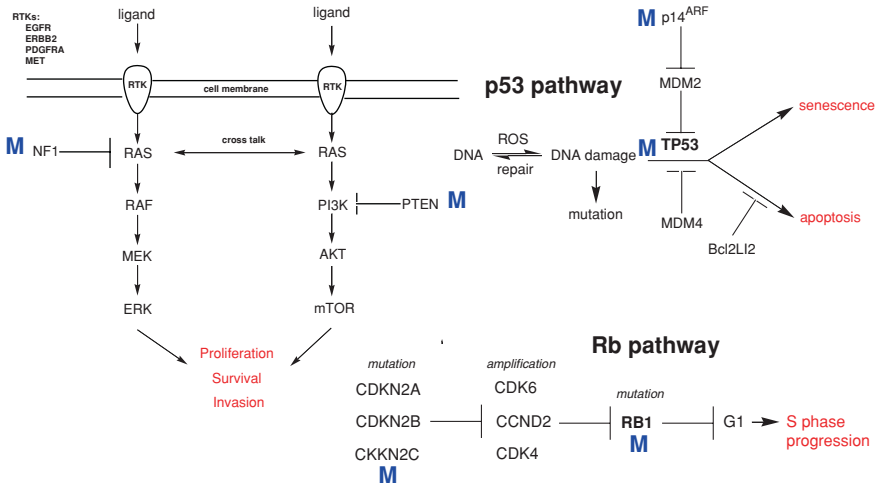 RTKs:
EGFR
ERBB2
PDGFRA
MET
ligand
ligand
RTK
cell membrane
RTK
M NF1
RAS
cross talk
RAS
RAF
PI3K
PTEN M
MEK
AKT
ERK
mTOR
Proliferation
Survival
Invasion
p53 pathway
M p14ARF
MDM2
M TP53
DNA
ROS
repair
DNA damage
mutation
MDM4
Bcl2LI2
senescence
apoptosis
Rb pathway
mutation
CDKN2A
CDKN2B
CKKN2C
M
amplification
CDK6
CCND2
CDK4
mutation
RB1
M
G1
S phase
progression